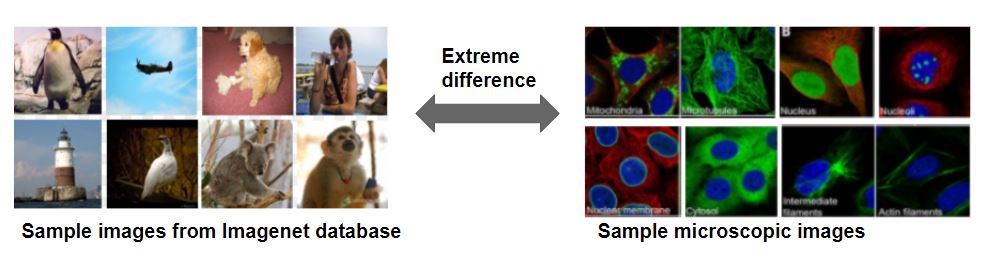 Extreme
difference
B
Mitochondria
Microtubules
Nucleus
Nucleoli
Nuclear membrane
Cytosol
Intermediate
filaments
Actin filaments
Sample images from Imagenet database
Sample microscopic images